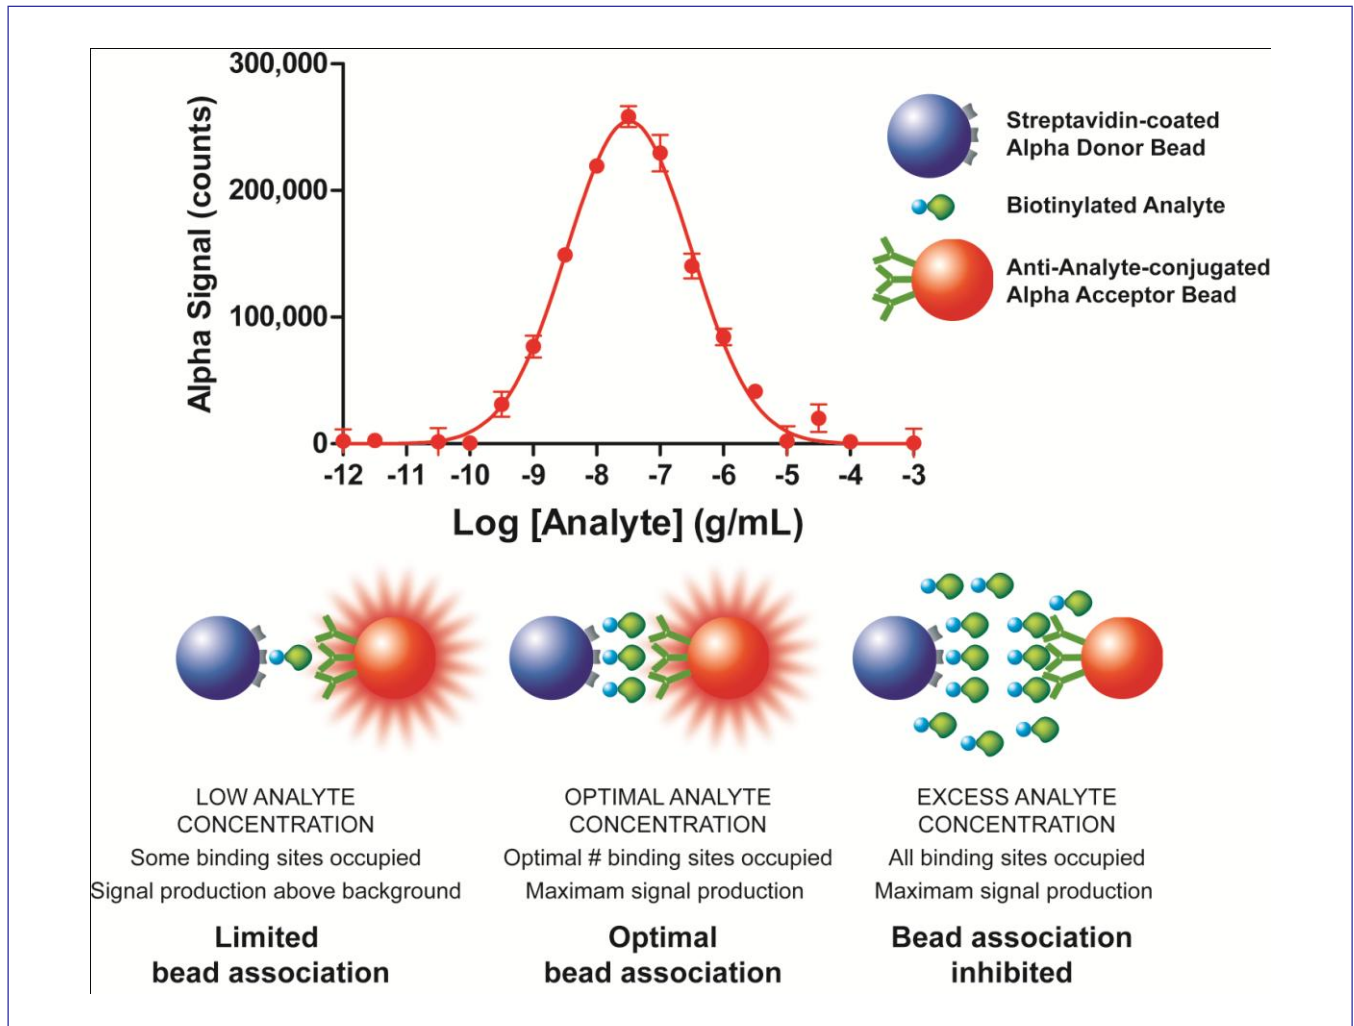 300,000
200,000
100,000
0
Alpha Signal (counts)
-12 -11 -10 -9 -8 -7 -6 -5 -4 -3
Log [Analyte] (g/mL)
Streptavidin-coated
Alpha Donor Bead
Biotinylated Analyte
Anti-Analyte-conjugated
Alpha Acceptor Bead
LOW ANALYTE
CONCENTRATION
Some binding sites occupied
Signal production above background
Limited
bead association
OPTIMAL ANALYTE
CONCENTRATION
Optimal # binding sites occupied
Maximam signal production
Optimal
bead association
EXCESS ANALYTE
CONCENTRATION
All binding sites occupied
Maximam signal production
Bead association
inhibited